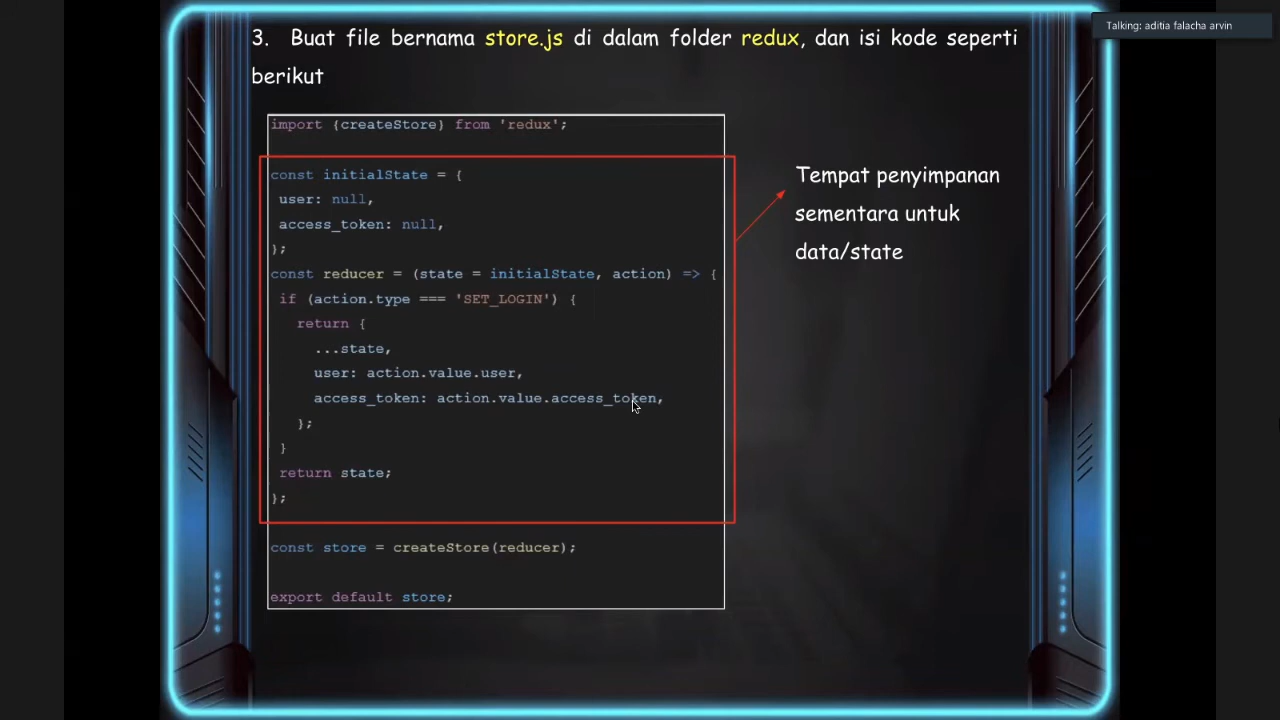 Talking: aditia falacha arvin
3. Buat file bernama store.js di dalam folder redux, dan isi kode seperti
berikut
import {createStore} from 'redux';
const initialState = {
user: null,
access_token: null,
};
const reducer = (state = initialState, action) => {
if (action.type === 'SET_LOGIN') {
return {
...state,
user: action.value.user,
access_token: action.value.access_token,
};
}
return state;
};
const store = createStore(reducer);
export default store;
Tempat penyimpanan
sementara untuk
data/state